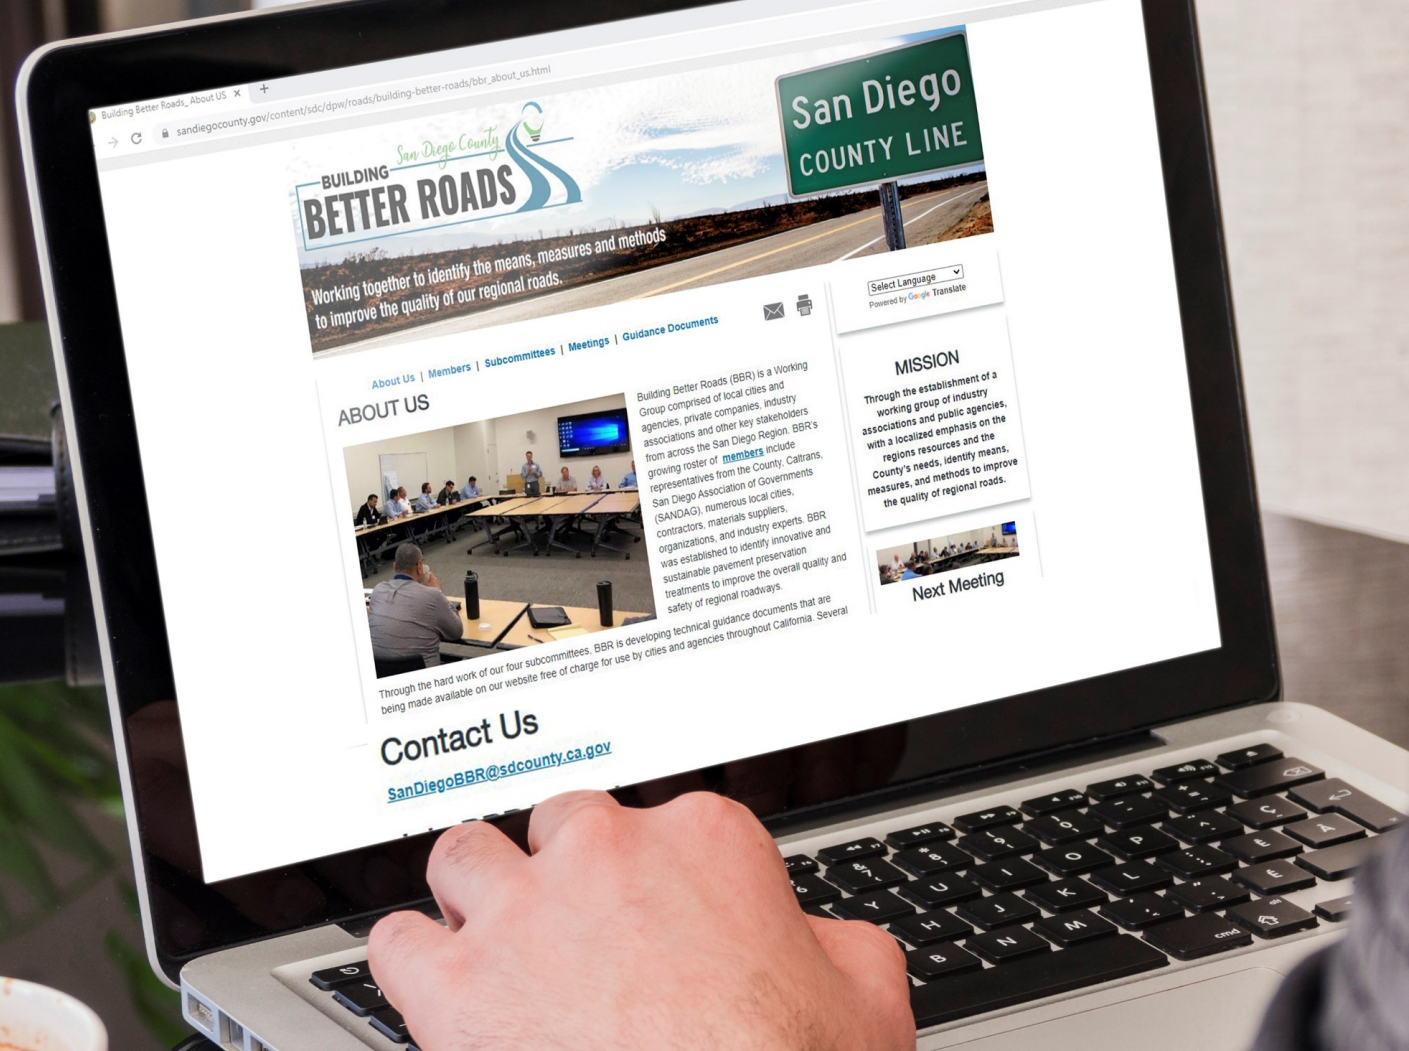 Building Better Roads_ About US
sandiegocounty.gov/content/sdc/dpw/roads/building-better-roads/bbr_about_us.html
San Diego County
BUILDING
BETTER ROADS
San Diego
COUNTY LINE
Working together to identify the means, measures and methods
to improve the quality of our regional roads.
Select Language
Powered by Google Translate
About Us | Members | Subcommittees | Meetings | Guidance Documents
ABOUT US
Building Better Roads (BBR) is a Working
Group comprised of local cities and
agencies, private companies, industry
associations and other key stakeholders
from across the San Diego Region. BBR's
growing roster of members include
representatives from the County, Caltrans,
San Diego Association of Governments
(SANDAG), numerous local cities,
contractors, materials suppliers,
organizations, and industry experts. BBR
was established to identify innovative and
sustainable pavement preservation
treatments to improve the overall quality and
safety of regional roadways.
Through the hard work of our four subcommittees, BBR is developing technical guidance documents that are
being made available on our website free of charge for use by cities and agencies throughout California. Several
MISSION
Through the establishment of a
working group of industry
associations and public agencies,
with a localized emphasis on the
regions resources and the
County's needs, identify means,
measures, and methods to improve
the quality of regional roads.
Next Meeting
Contact Us
SanDiegoBBR@sdcounty.ca.gov
Y U I O P
H J K L
B N M
cmd